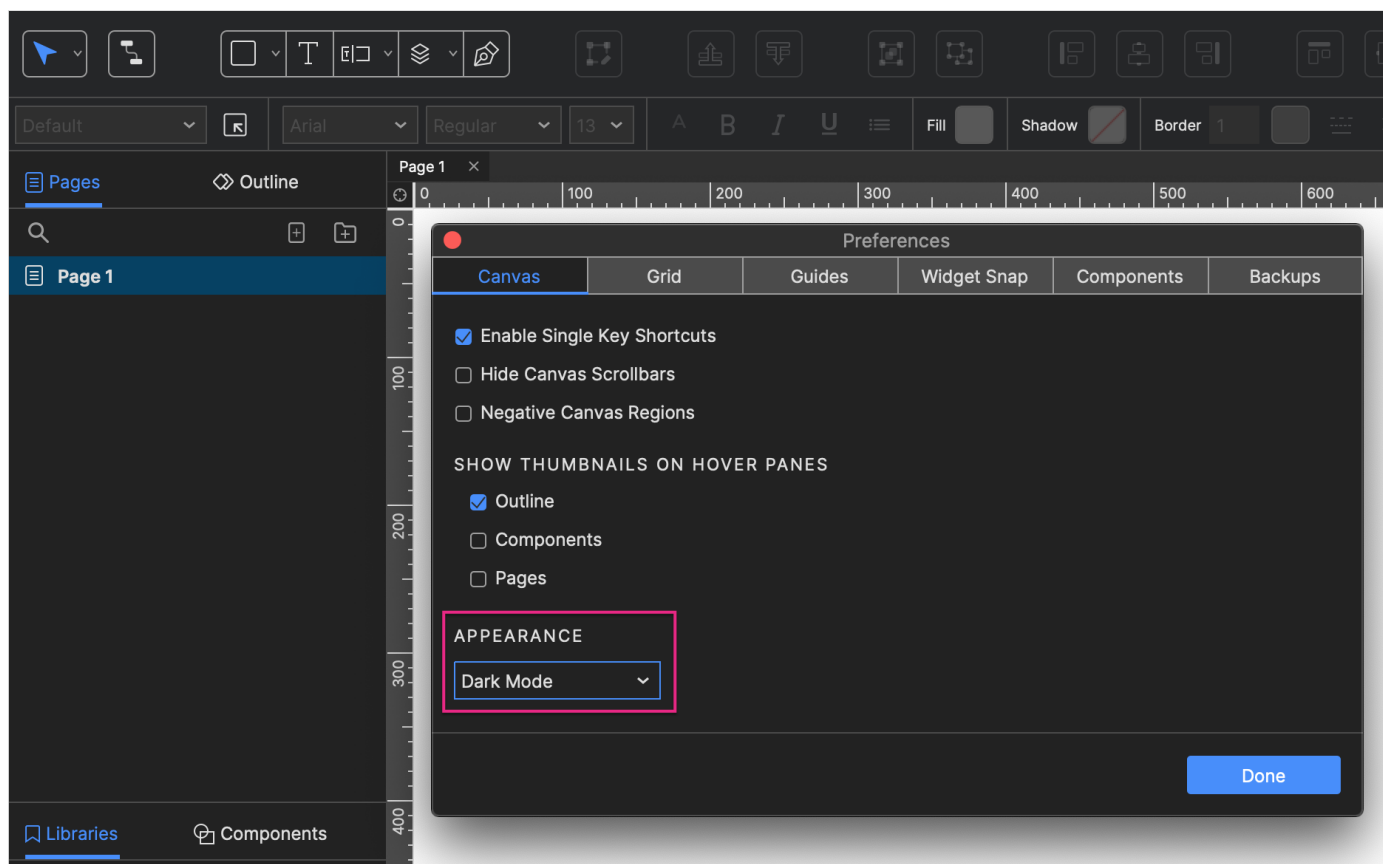 T
Default
Arial
Regular
13
A B I U
Fill
Shadow
Border
1
Pages
Outline
Page 1
0 100 200 300 400 500 600
0
100
200
300
400
Page 1
Preferences
Canvas
Grid
Guides
Widget Snap
Components
Backups
Enable Single Key Shortcuts
Hide Canvas Scrollbars
Negative Canvas Regions
SHOW THUMBNAILS ON HOVER PANES
Outline
Components
Pages
APPEARANCE
Dark Mode
Done
Libraries
Components